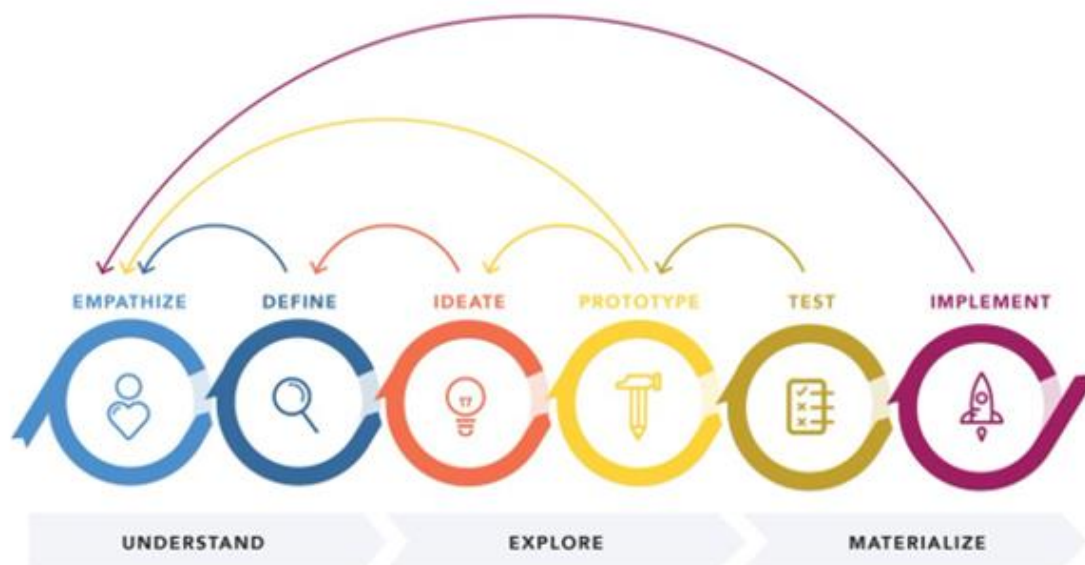 EMPATHIZE
DEFINE
IDEATE
PROTOTYPE
TEST
IMPLEMENT
UNDERSTAND
EXPLORE
MATERIALIZE